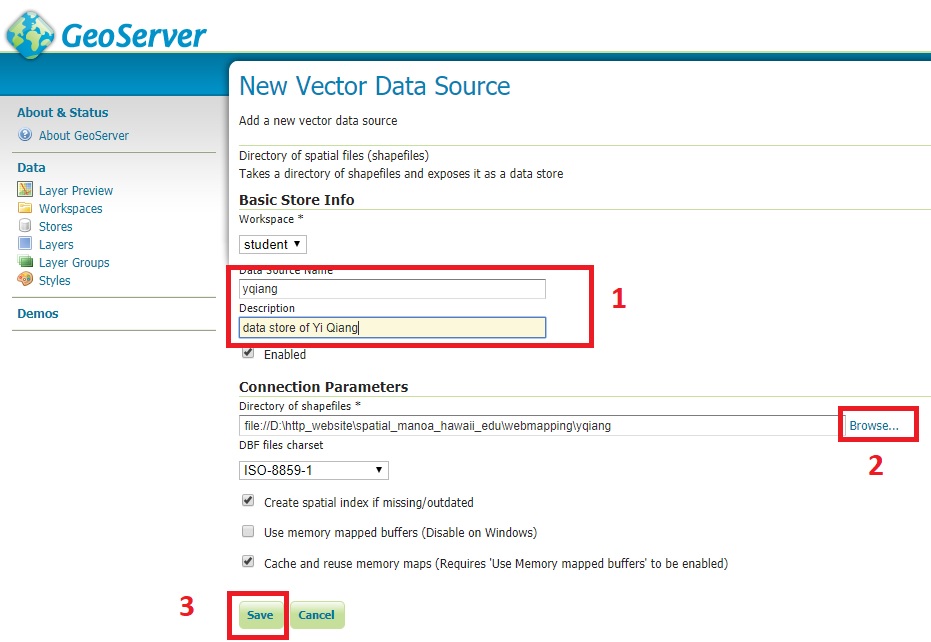 GeoServer
New Vector Data Source
Add a new vector data source
About & Status
About GeoServer
Data
Layer Preview
Workspaces
Stores
Layers
Layer Groups
Styles
Demos
Directory of spatial files (shapefiles)
Takes a directory of shapefiles and exposes it as a data store
Basic Store Info
Workspace *
student
Data Source Name
yqiang
Description
data store of Yi Qiang
1
Enabled
Connection Parameters
Directory of shapefiles *
file://D:\http_website\spatial_manoa_hawaii_edu\webmapping\yqiang
Browse...
2
DBF files charset
ISO-8859-1
Create spatial index if missing/outdated
Use memory mapped buffers (Disable on Windows)
Cache and reuse memory maps (Requires 'Use Memory mapped buffers' to be enabled)
3
Save
Cancel